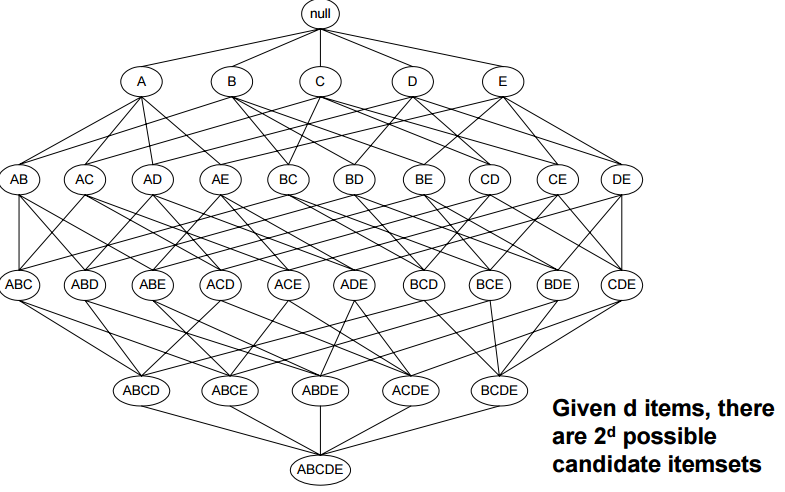 null
A B C D E
AB AC AD AE BC BD BE CD CE DE
ABC ABD ABE ACD ACE ADE BCD BCE BDE CDE
ABCD ABCE ABDE ACDE BCDE
Given d items, there
are 2ᵈ possible
candidate itemsets
ABCDE